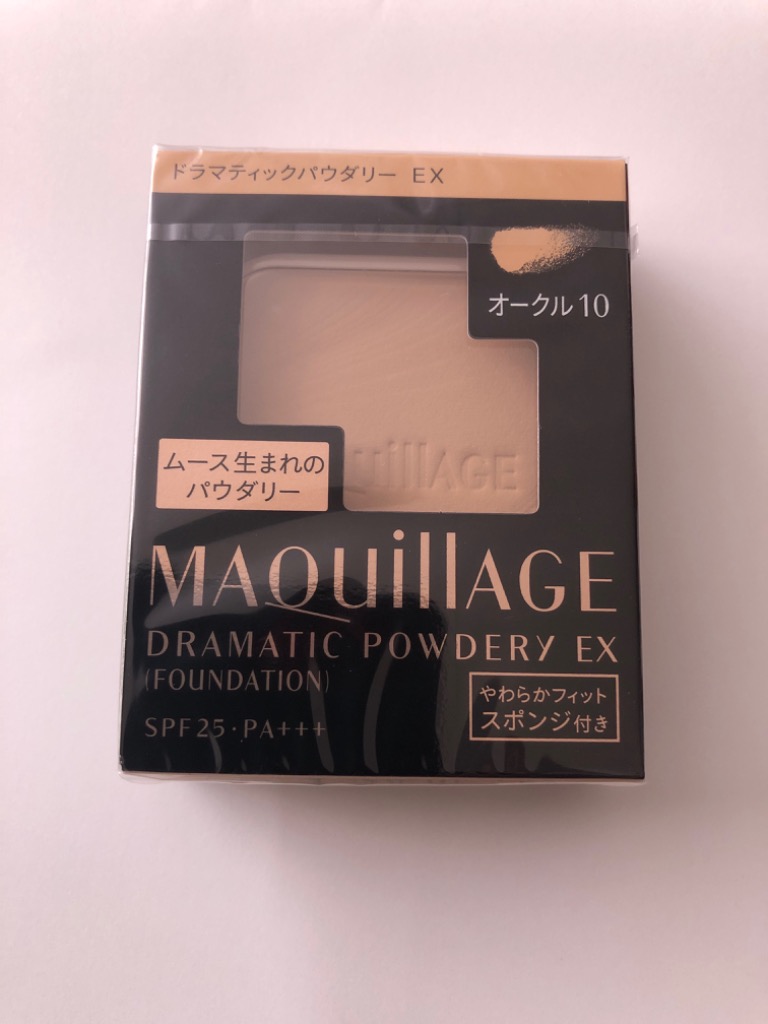 ドラマティックパウダリー EX
オークル10
quillAGE
ムース生まれの
パウダリー
MAQuillAGE
DRAMATIC POWDERY EX
(FOUNDATION)
SPF25・PA+++
やわらかフィット
スポンジ付き